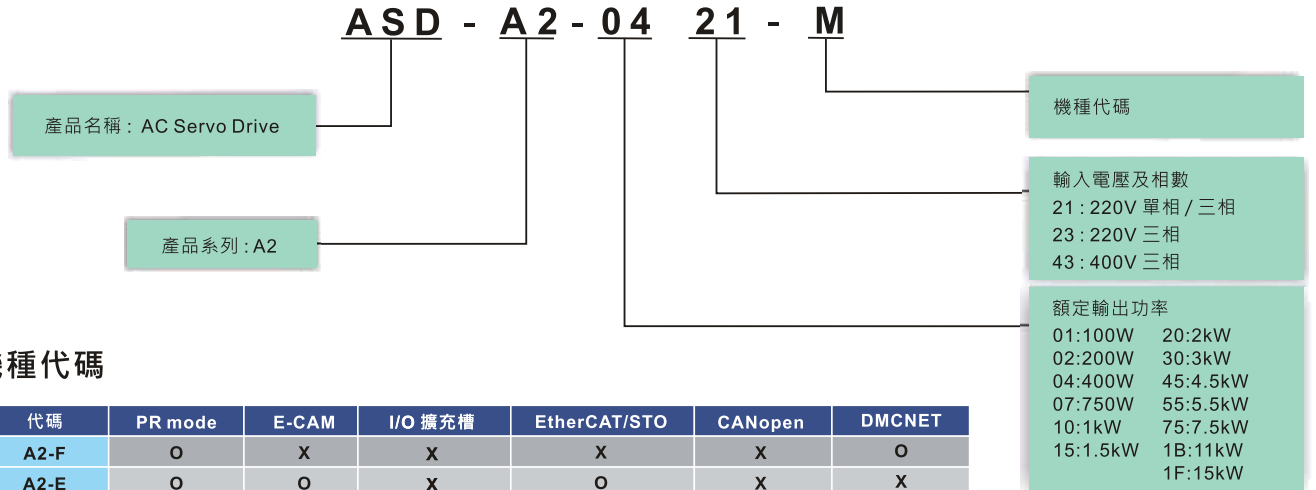 ASD - A2 - 04 21 - M
產品名稱 : AC Servo Drive
產品系列 : A2
機種代碼
輸入電壓及相數
21 : 220V 單相 / 三相
23 : 220V 三相
43 : 400V 三相
額定輸出功率
01:100W 20:2kW
02:200W 30:3kW
04:400W 45:4.5kW
07:750W 55:5.5kW
10:1kW 75:7.5kW
15:1.5kW 1B:11kW
1F:15kW
機種代碼
代碼 PR mode E-CAM I/O 擴充槽 EtherCAT/STO CANopen DMCNET
A2-F O X X X X O
A2-E O O X O X X